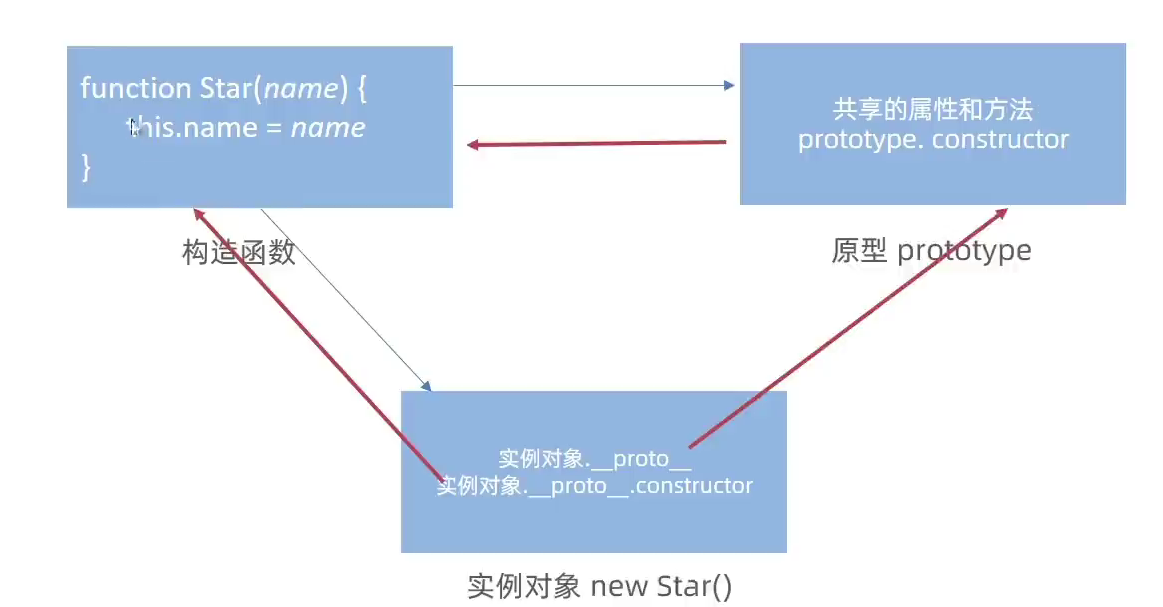 function Star(name) {
this.name = name
}
共享的属性和方法
prototype. constructor
构造函数
原型 prototype
实例对象.__proto__
实例对象.__proto__.constructor
实例对象 new Star()